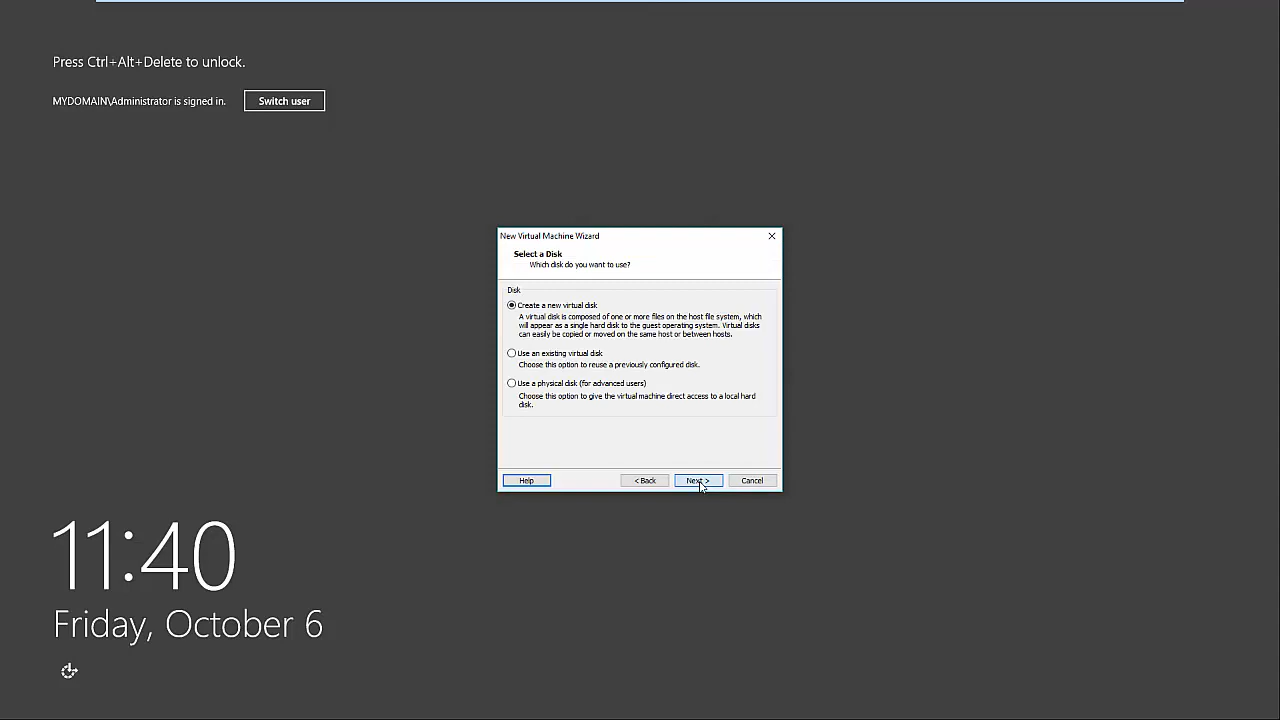 Press Ctrl+Alt+Delete to unlock.
MYDOMAIN\Administrator is signed in.
Switch user
New Virtual Machine Wizard
Select a Disk
Which disk do you want to use?
Disk
Create a new virtual disk
A virtual disk is composed of one or more files on the host file system, which
will appear as a single hard disk to the guest operating system. Virtual disks
can easily be copied or moved on the same host or between hosts.
Use an existing virtual disk
Choose this option to reuse a previously configured disk.
Use a physical disk (for advanced users)
Choose this option to give the virtual machine direct access to a local hard
disk.
Help
< Back
Next >
Cancel
11:40
Friday, October 6